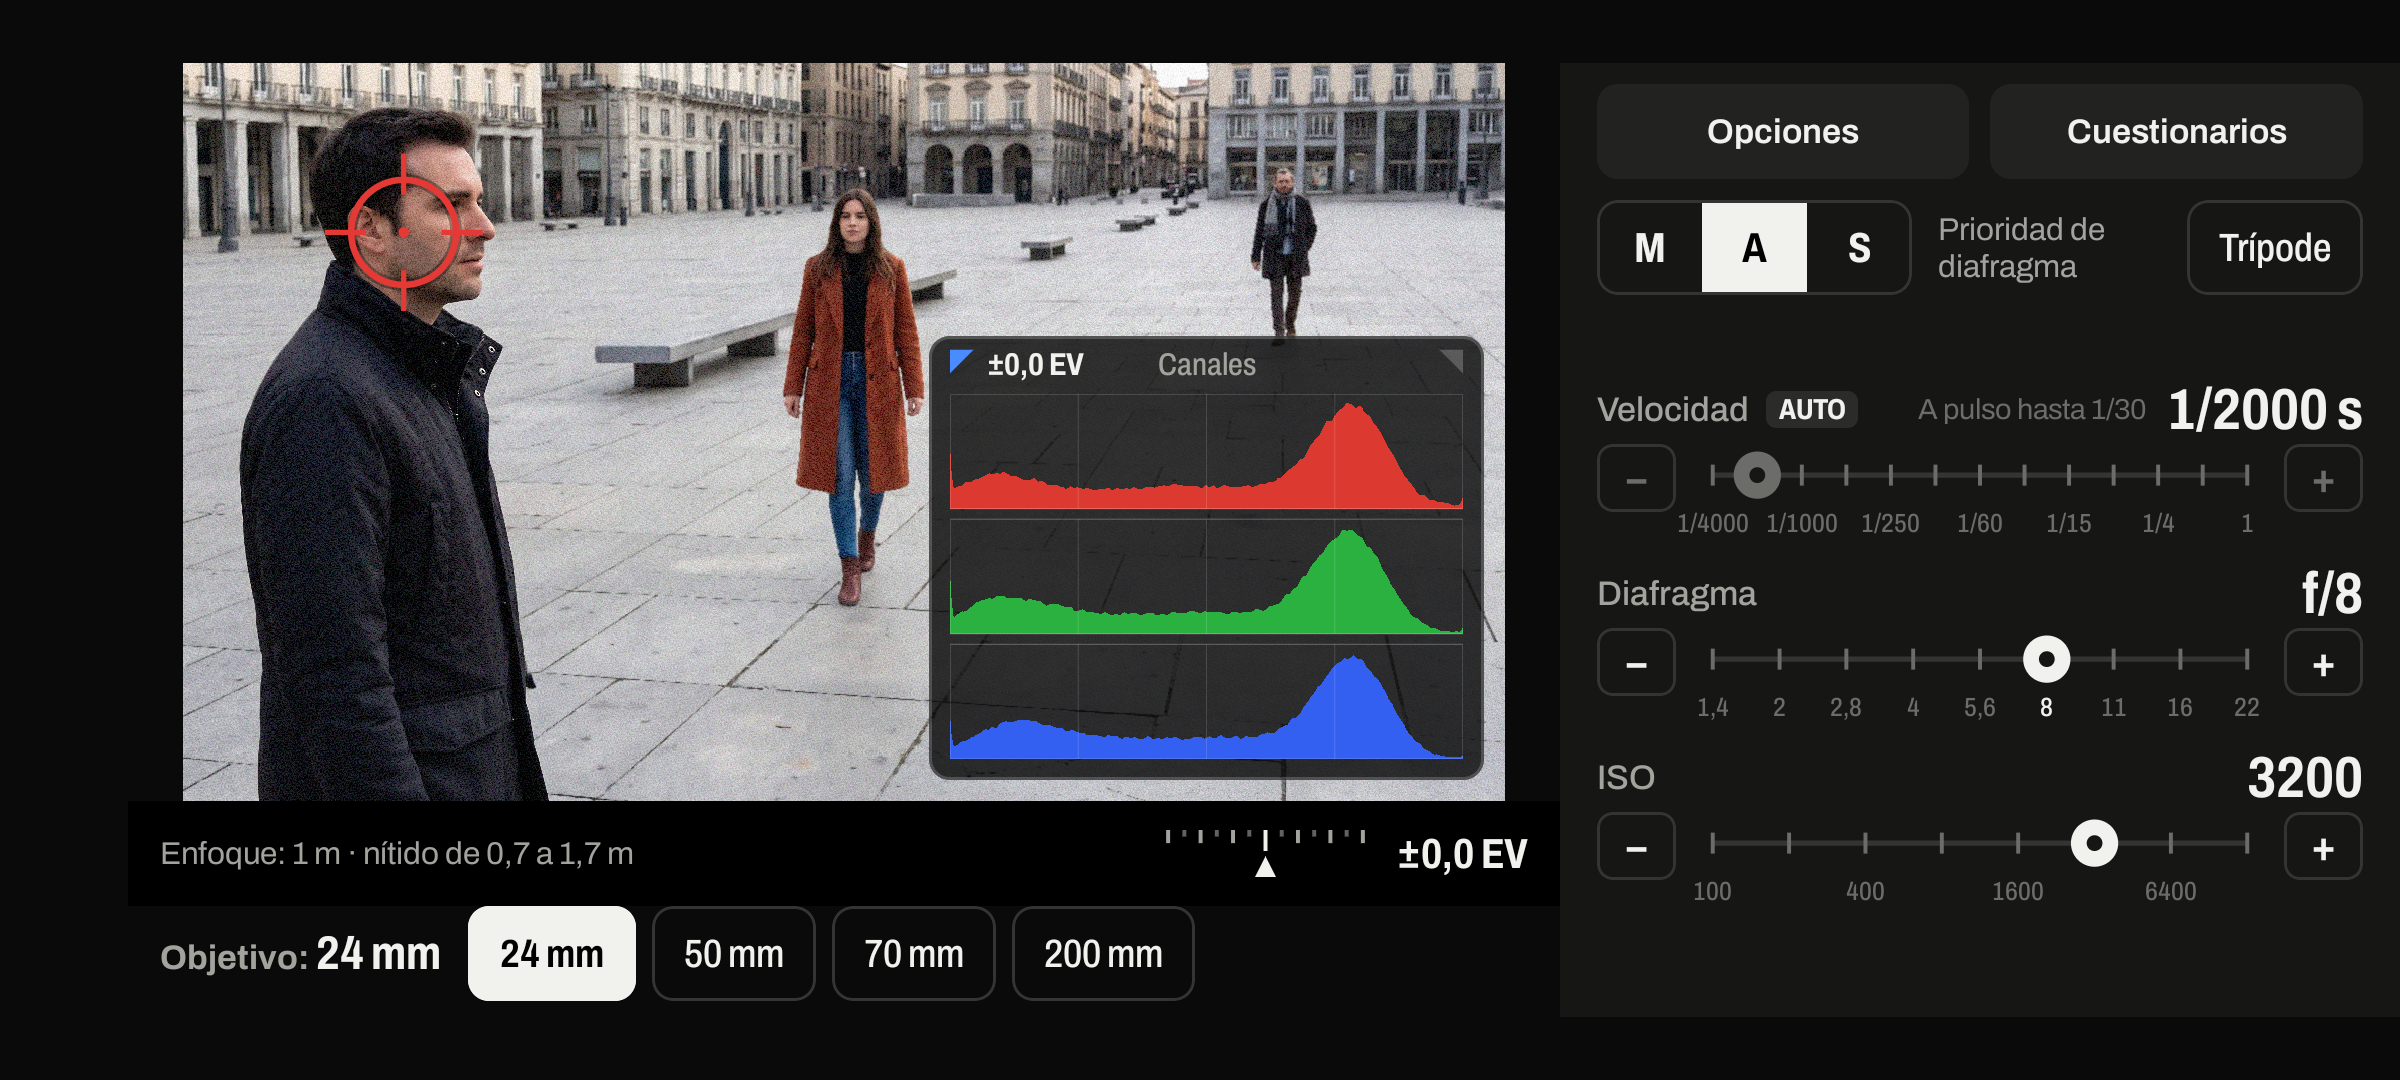 Opciones
Cuestionarios
M A S
Prioridad de
diafragma
Trípode
±0,0 EV
Canales
Velocidad AUTO A pulso hasta 1/30 1/2000 s
− +
1/4000 1/1000 1/250 1/60 1/15 1/4 1
Diafragma f/8
− +
1,4 2 2,8 4 5,6 8 11 16 22
ISO 3200
− +
100 400 1600 6400
Enfoque: 1 m · nítido de 0,7 a 1,7 m
±0,0 EV
Objetivo: 24 mm
24 mm
50 mm
70 mm
200 mm